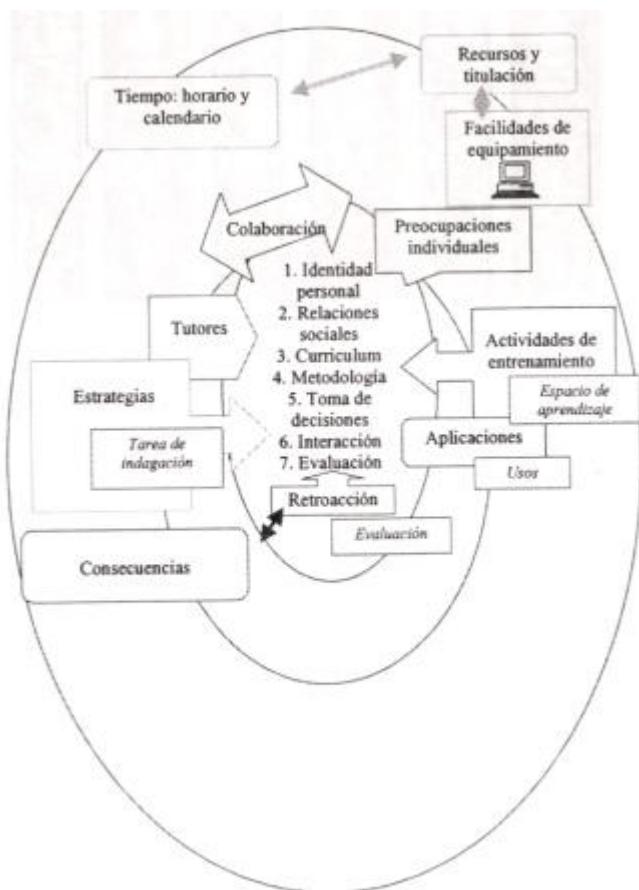 Recursos y
titulación
Tiempo: horario y
calendario
Facilidades de
equipamiento
Colaboración
Preocupaciones
individuales
1. Identidad
personal
2. Relaciones
sociales
3. Curriculum
4. Metodología
5. Toma de
decisiones
6. Interacción
7. Evaluación
Tutores
Actividades de
entrenamiento
Estrategias
Espacio de
aprendizaje
Tarea de
indagación
Aplicaciones
Usos
Retroacción
Evaluación
Consecuencias